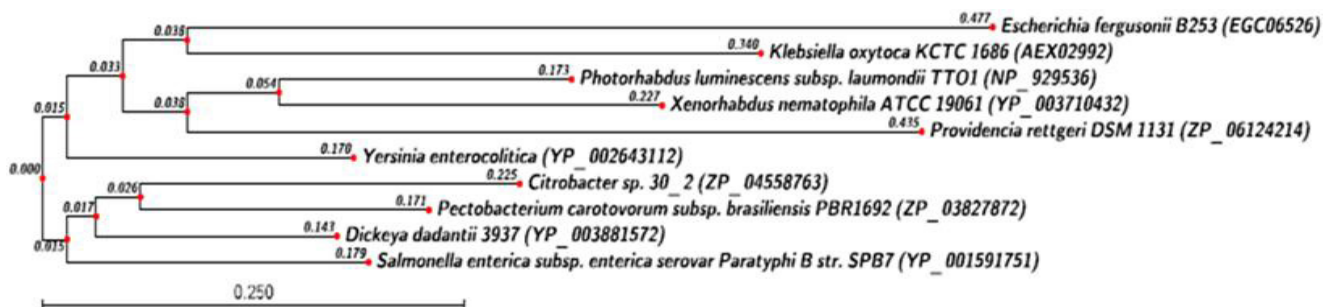 0.477 Escherichia fergusonii B253 (EGC06526)
0.038
0.340 Klebsiella oxytoca KCTC 1686 (AEX02992)
0.033
0.173 Photorhabdus luminescens subsp. laumondii TTO1 (NP_929536)
0.054
0.227 Xenorhabdus nematophila ATCC 19061 (YP_003710432)
0.038
0.435 Providencia rettgeri DSM 1131 (ZP_06124214)
0.015
0.170 Yersinia enterocolitica (YP_002643112)
0.000
0.225 Citrobacter sp. 30_2 (ZP_04558763)
0.026
0.171 Pectobacterium carotovorum subsp. brasiliensis PBR1692 (ZP_03827872)
0.017
0.143 Dickeya dadantii 3937 (YP_003881572)
0.015
0.179 Salmonella enterica subsp. enterica serovar Paratyphi B str. SPB7 (YP_001591751)
0.250